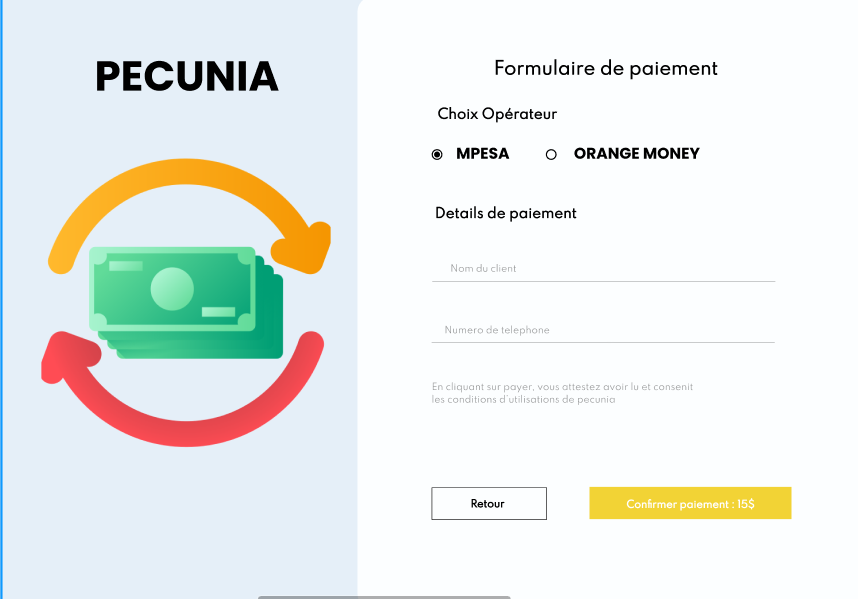 PECUNIA
Formulaire de paiement
Choix Opérateur
MPESA ORANGE MONEY
Details de paiement
Nom du client
Numero de telephone
En cliquant sur payer, vous attestez avoir lu et consenit
les conditions d'utilisations de pecunia
Retour Confirmer paiement : 15$